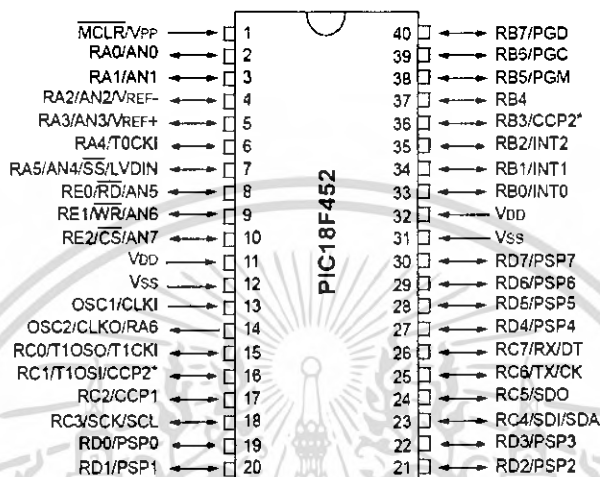 MCLR/VPP 1 40 RB7/PGD
RA0/AN0 2 39 RB6/PGC
RA1/AN1 3 38 RB5/PGM
RA2/AN2/VREF- 4 37 RB4
RA3/AN3/VREF+ 5 36 RB3/CCP2*
RA4/T0CKI 6 35 RB2/INT2
RA5/AN4/SS/LVDIN 7 34 RB1/INT1
RE0/RD/AN5 8 33 RB0/INT0
RE1/WR/AN6 9 32 VDD
RE2/CS/AN7 10 31 VSS
VDD 11 30 RD7/PSP7
VSS 12 29 RD6/PSP6
OSC1/CLKI 13 28 RD5/PSP5
OSC2/CLKO/RA6 14 27 RD4/PSP4
RC0/T1OSO/T1CKI 15 26 RC7/RX/DT
RC1/T1OSI/CCP2* 16 25 RC6/TX/CK
RC2/CCP1 17 24 RC5/SDO
RC3/SCK/SCL 18 23 RC4/SDI/SDA
RD0/PSP0 19 22 RD3/PSP3
RD1/PSP1 20 21 RD2/PSP2
PIC18F452